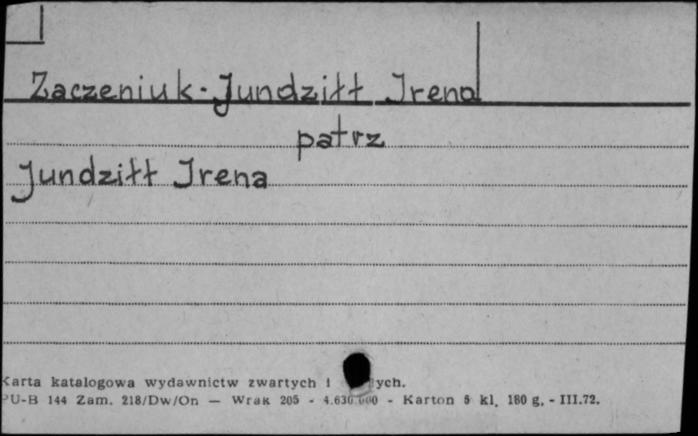 Zaczeniuk-Jundziłł Irena
patrz
Jundziłł Irena
Karta katalogowa wydawnictw zwartych i
PU-B 144 Zam. 218/Dw/On — Wrak 205 - 4.630.000 - Karton 5 kl. 180 g. - III.72.